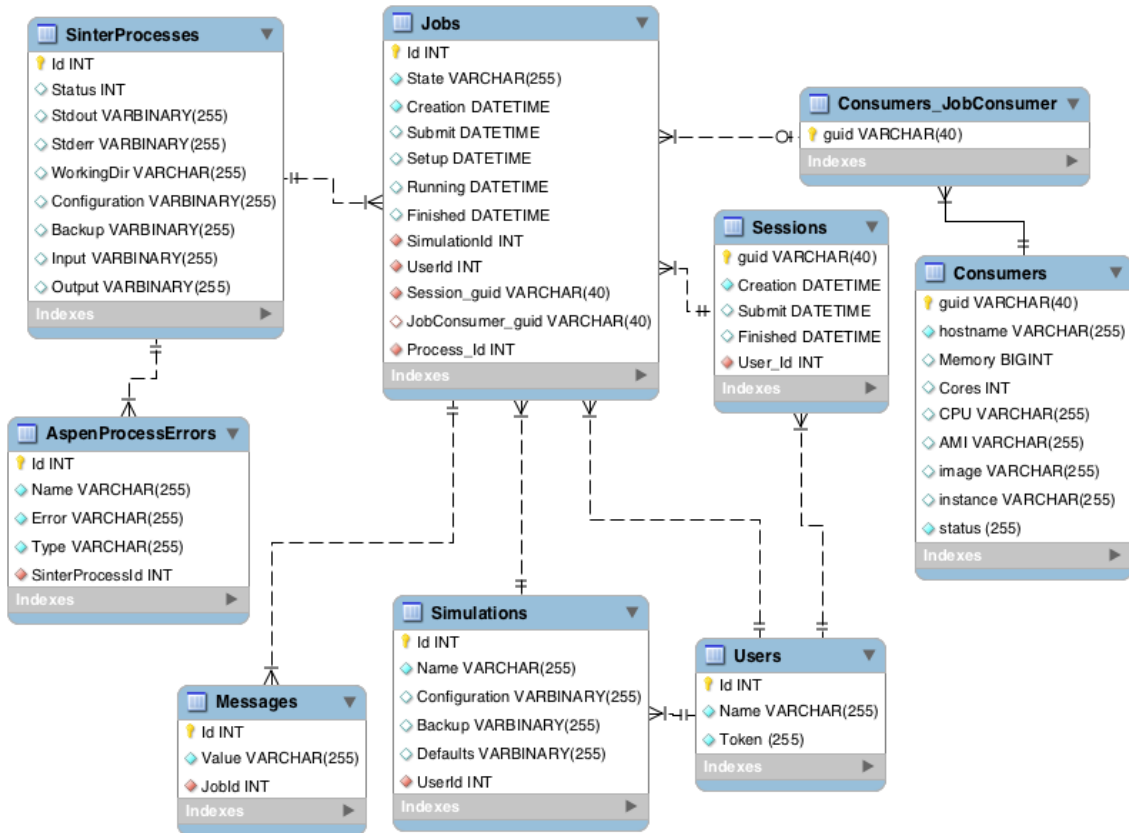 SinterProcesses
Id INT
Status INT
Stdout VARBINARY(255)
Stderr VARBINARY(255)
WorkingDir VARCHAR(255)
Configuration VARBINARY(255)
Backup VARBINARY(255)
Input VARBINARY(255)
Output VARBINARY(255)
Indexes
Jobs
Id INT
State VARCHAR(255)
Creation DATETIME
Submit DATETIME
Setup DATETIME
Running DATETIME
Finished DATETIME
SimulationId INT
UserId INT
Session_guid VARCHAR(40)
JobConsumer_guid VARCHAR(40)
Process_Id INT
Indexes
Consumers_JobConsumer
guid VARCHAR(40)
Indexes
Sessions
guid VARCHAR(40)
Creation DATETIME
Submit DATETIME
Finished DATETIME
User_Id INT
Indexes
Consumers
guid VARCHAR(40)
hostname VARCHAR(255)
Memory BIGINT
Cores INT
CPU VARCHAR(255)
AMI VARCHAR(255)
image VARCHAR(255)
instance VARCHAR(255)
status (255)
Indexes
AspenProcessErrors
Id INT
Name VARCHAR(255)
Error VARCHAR(255)
Type VARCHAR(255)
SinterProcessId INT
Indexes
Messages
Id INT
Value VARCHAR(255)
JobId INT
Indexes
Simulations
Id INT
Name VARCHAR(255)
Configuration VARBINARY(255)
Backup VARBINARY(255)
Defaults VARBINARY(255)
UserId INT
Indexes
Users
Id INT
Name VARCHAR(255)
Token (255)
Indexes